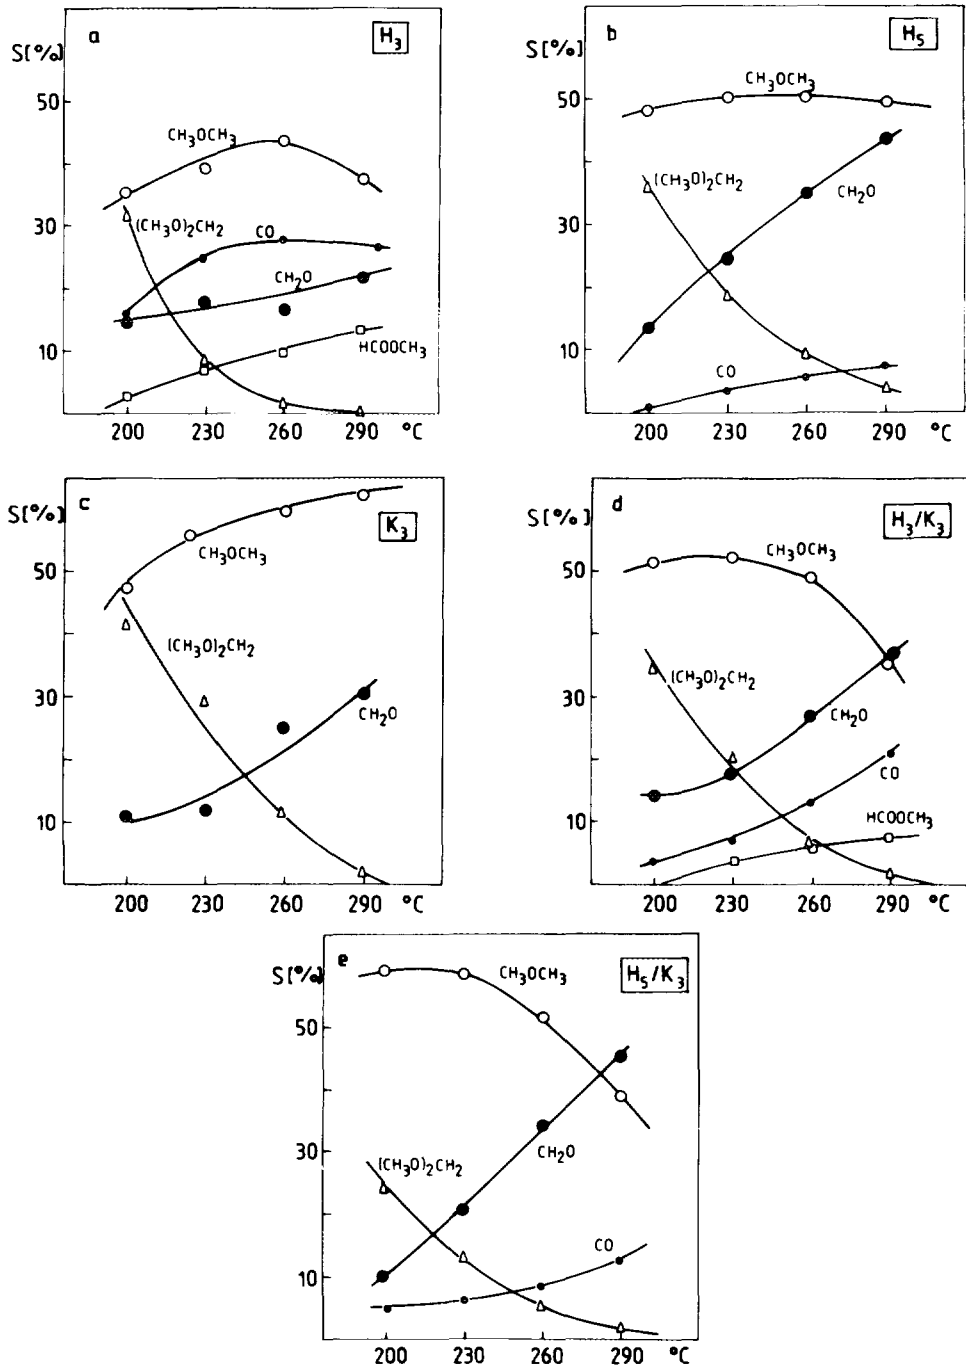 a
H₃
S[%]
50
CH₃OCH₃
(CH₃O)₂CH₂
CO
30
CH₂O
10
HCOOCH₃
200 230 260 290 °C
b
H₅
S[%]
50
CH₃OCH₃
(CH₃O)₂CH₂
CH₂O
30
10
CO
200 230 260 290 °C
c
K₃
S[%]
50
CH₃OCH₃
(CH₃O)₂CH₂
30
CH₂O
10
200 230 260 290 °C
d
H₃/K₃
S[%]
CH₃OCH₃
50
(CH₃O)₂CH₂
30
CH₂O
CO
10
HCOOCH₃
200 230 260 290 °C
e
H₅/K₃
S[%]
CH₃OCH₃
50
30
CH₂O
(CH₃O)₂CH₂
CO
10
200 230 260 290 °C